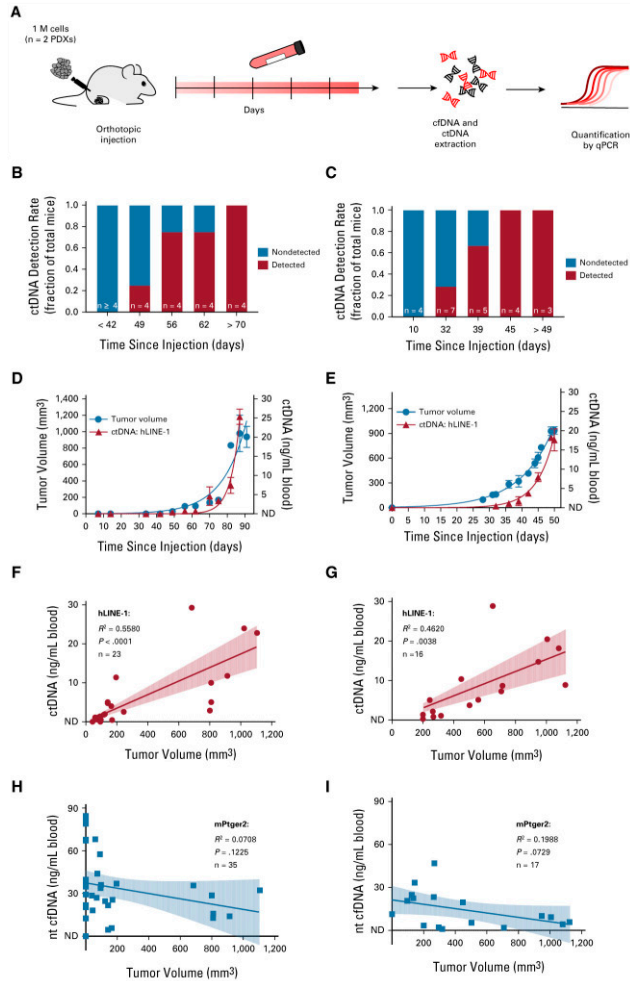 A
1 M cells
(n = 2 PDXs)
Orthotopic
injection
Days
cfDNA and
ctDNA
extraction
Quantification
by qPCR
B
ctDNA Detection Rate
(fraction of total mice)
1.0
0.8
0.6
0.4
0.2
0.0
n ≥ 4
n = 4
n = 4
n = 4
n = 4
< 42
49
56
62
> 70
Time Since Injection (days)
Nondetected
Detected
C
ctDNA Detection Rate
(fraction of total mice)
1.0
0.8
0.6
0.4
0.2
0.0
n = 4
n = 7
n = 5
n = 4
n = 3
10
32
39
45
> 49
Time Since Injection (days)
Nondetected
Detected
D
Tumor Volume (mm3)
1,400
1,200
1,000
800
600
400
200
0
Tumor volume
ctDNA: hLINE-1
30
25
20
15
10
5
ND
ctDNA (ng/mL blood)
0 10 20 30 40 50 60 70 80 90
Time Since Injection (days)
E
Tumor Volume (mm3)
1,200
900
600
300
0
Tumor volume
ctDNA: hLINE-1
30
25
20
15
10
5
ND
ctDNA (ng/mL blood)
0 5 10 15 20 25 30 35 40 45 50
Time Since Injection (days)
F
ctDNA (ng/mL blood)
30
20
10
ND
hLINE-1:
R2 = 0.5580
P < .0001
n = 23
0 200 400 600 800 1,000 1,200
Tumor Volume (mm3)
G
ctDNA (ng/mL blood)
30
20
10
ND
hLINE-1:
R2 = 0.4620
P = .0038
n =16
0 200 400 600 800 1,000 1,200
Tumor Volume (mm3)
H
nt cfDNA (ng/mL blood)
90
60
30
ND
mPtger2:
R2 = 0.0708
P = .1225
n = 35
0 200 400 600 800 1,000 1,200
Tumor Volume (mm3)
I
nt cfDNA (ng/mL blood)
90
60
30
ND
mPtger2:
R2 = 0.1988
P = .0729
n = 17
0 200 400 600 800 1,000 1,200
Tumor Volume (mm3)